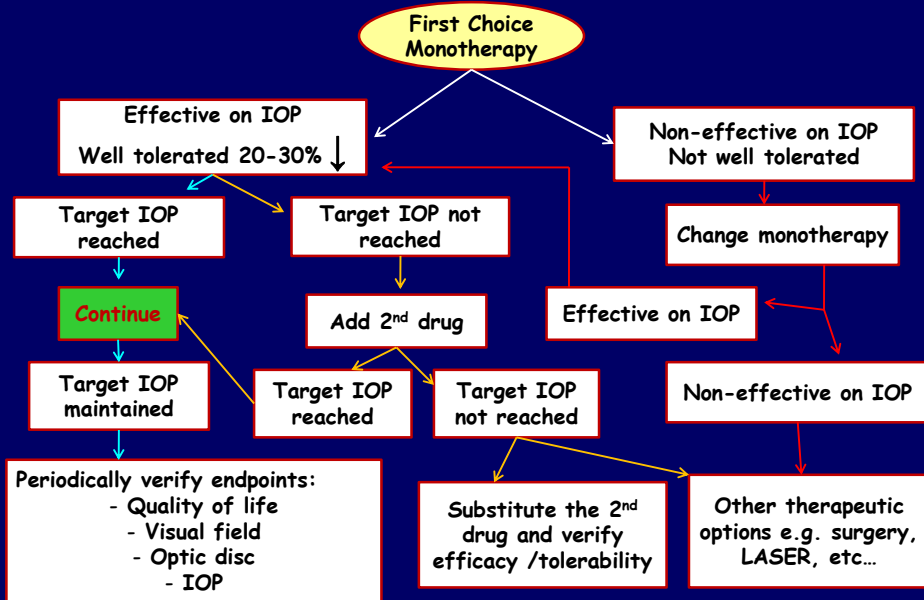 First Choice
Monotherapy
Effective on IOP
Well tolerated 20-30% ↓
Non-effective on IOP
Not well tolerated
Target IOP
reached
Target IOP not
reached
Change monotherapy
Continue
Add 2nd drug
Effective on IOP
Target IOP
maintained
Target IOP
reached
Target IOP
not reached
Non-effective on IOP
Periodically verify endpoints:
- Quality of life
- Visual field
- Optic disc
- IOP
Substitute the 2nd
drug and verify
efficacy /tolerability
Other therapeutic
options e.g. surgery,
LASER, etc…